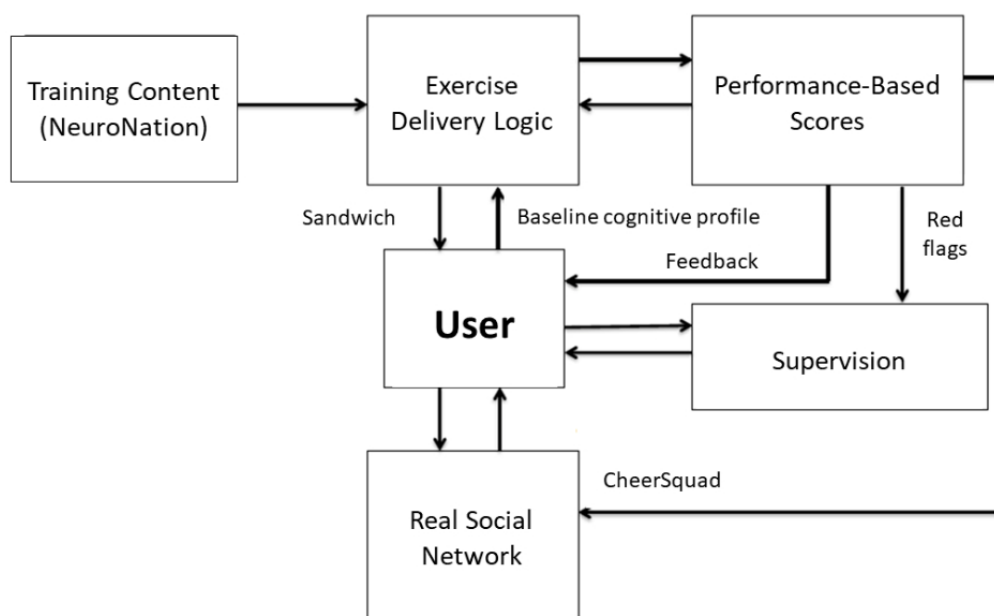 Training Content
(NeuroNation)
Exercise
Delivery Logic
Performance-Based
Scores
Sandwich
Baseline cognitive profile
Red
flags
Feedback
User
Supervision
CheerSquad
Real Social
Network